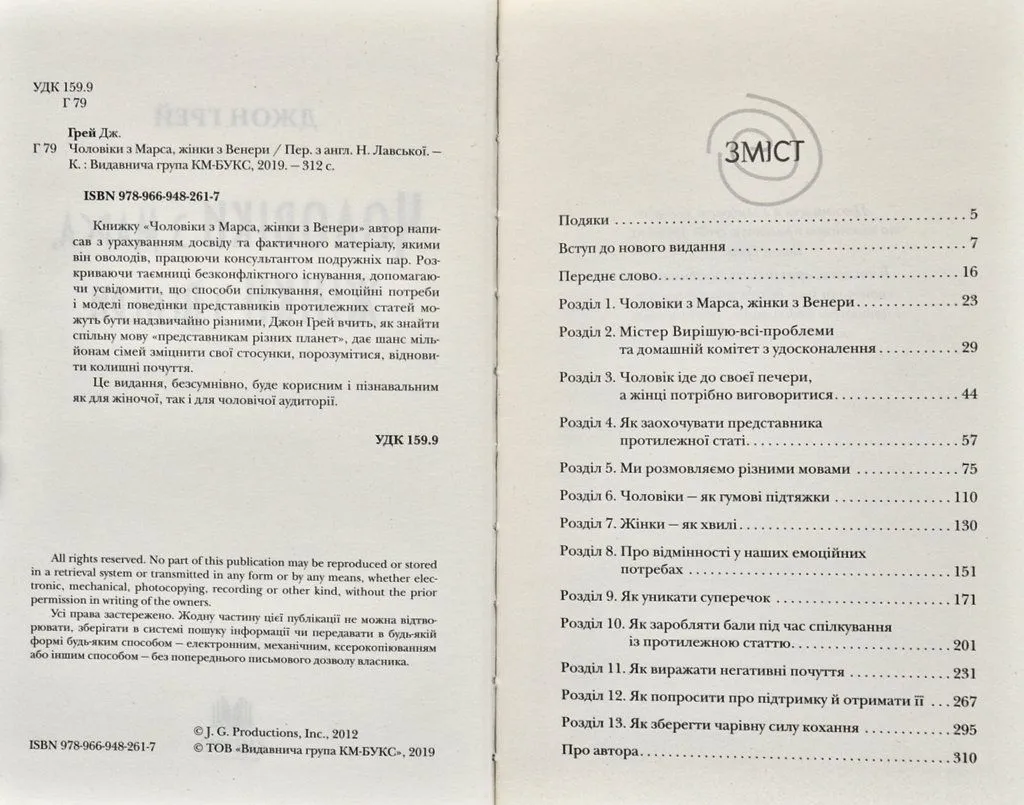 УДК 159.9
Г 79
Грей Дж.
Г 79 Чоловіки з Марса, жінки з Венери / Пер. з англ. Н. Лавської. —
К. : Видавнича група КМ-БУКС, 2019. — 312 с.
ISBN 978-966-948-261-7
Книжку «Чоловіки з Марса, жінки з Венери» автор напи-
сав з урахуванням досвіду та фактичного матеріалу, якими
він оволодів, працюючи консультантом подружніх пар. Роз-
криваючи таємниці безконфліктного існування, допомагаю-
чи усвідомити, що способи спілкування, емоційні потреби
і моделі поведінки представників протилежних статей мо-
жуть бути надзвичайно різними, Джон Грей вчить, як знайти
спільну мову «представникам різних планет», дає шанс міль-
йонам сімей зміцнити свої стосунки, порозумітися, віднови-
ти колишні почуття.
Це видання, безсумнівно, буде корисним і пізнавальним
як для жіночої, так і для чоловічої аудиторії.
УДК 159.9
All rights reserved. No part of this publication may be reproduced or stored
in a retrieval system or transmitted in any form or by any means, whether elec-
tronic, mechanical, photocopying, recording or other kind, without the prior
permission in writing of the owners.
Усі права застережено. Жодну частину цієї публікації не можна відтво-
рювати, зберігати в системі пошуку інформації чи передавати в будь-якій
формі будь-яким способом — електронним, механічним, ксерокопіюванням
або іншим способом — без попереднього письмового дозволу власника.
© J. G. Productions, Inc., 2012
ISBN 978-966-948-261-7 © ТОВ «Видавнича група КМ-БУКС», 2019
ЗМІСТ
Подяки ........ 5
Вступ до нового видання ........ 7
Переднє слово ........ 16
Розділ 1. Чоловіки з Марса, жінки з Венери ........ 23
Розділ 2. Містер Вирішую-всі-проблеми
та домашній комітет з удосконалення ........ 29
Розділ 3. Чоловік іде до своєї печери,
а жінці потрібно виговоритися ........ 44
Розділ 4. Як заохочувати представника
протилежної статі ........ 57
Розділ 5. Ми розмовляємо різними мовами ........ 75
Розділ 6. Чоловіки — як гумові підтяжки ........ 110
Розділ 7. Жінки — як хвилі ........ 130
Розділ 8. Про відмінності у наших емоційних
потребах ........ 151
Розділ 9. Як уникати суперечок ........ 171
Розділ 10. Як заробляти бали під час спілкування
із протилежною статтю ........ 201
Розділ 11. Як виражати негативні почуття ........ 231
Розділ 12. Як попросити про підтримку й отримати її ... 267
Розділ 13. Як зберегти чарівну силу кохання ........ 295
Про автора ........ 310